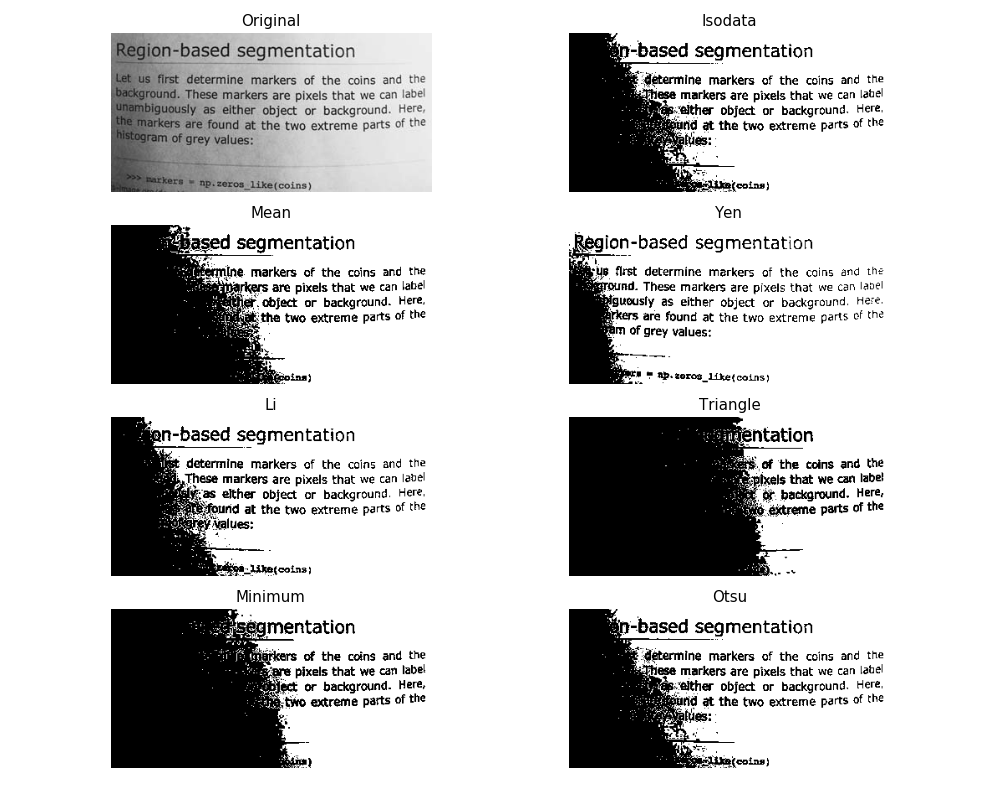 Original
Region-based segmentation
Let us first determine markers of the coins and the
background. These markers are pixels that we can label
unambiguously as either object or background. Here,
the markers are found at the two extreme parts of the
histogram of grey values:
>>> markers = np.zeros_like(coins)
Isodata
n-based segmentation
determine markers of the coins and the
These markers are pixels that we can label
as either object or background. Here,
found at the two extreme parts of the
values:
zeros_like(coins)
Mean
based segmentation
determine markers of the coins and the
markers are pixels that we can label
either object or background. Here,
at the two extreme parts of the
coins)
Yen
Region-based segmentation
us first determine markers of the coins and the
ground. These markers are pixels that we can label
biguously as either object or background. Here,
arkers are found at the two extreme parts of the
am of grey values:
ers = np.zeros_like(coins)
Li
on-based segmentation
determine markers of the coins and the
These markers are pixels that we can label
as either object or background. Here,
are found at the two extreme parts of the
grey values:
zeros_like(coins)
Triangle
mentation
of the coins and the
pixels that we can label
or background. Here,
two extreme parts of the
Minimum
segmentation
markers of the coins and the
are pixels that we can label
object or background. Here,
the two extreme parts of the
coins)
Otsu
n-based segmentation
determine markers of the coins and the
These markers are pixels that we can label
as either object or background. Here,
found at the two extreme parts of the
values:
s-like(coins)